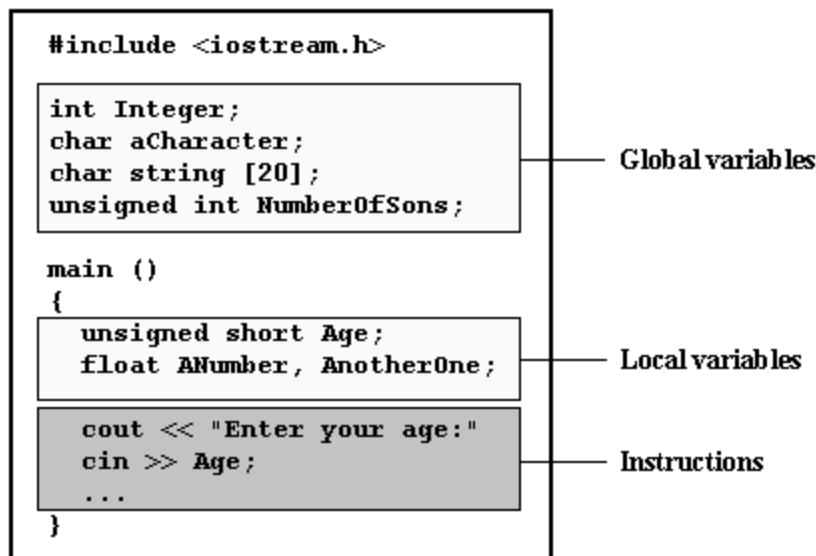 #include <iostream.h>
int Integer;
char aCharacter;
char string [20];
unsigned int NumberOfSons;
Global variables
main ()
{
unsigned short Age;
float ANumber, AnotherOne;
Local variables
cout << "Enter your age:"
cin >> Age;
...
Instructions
}